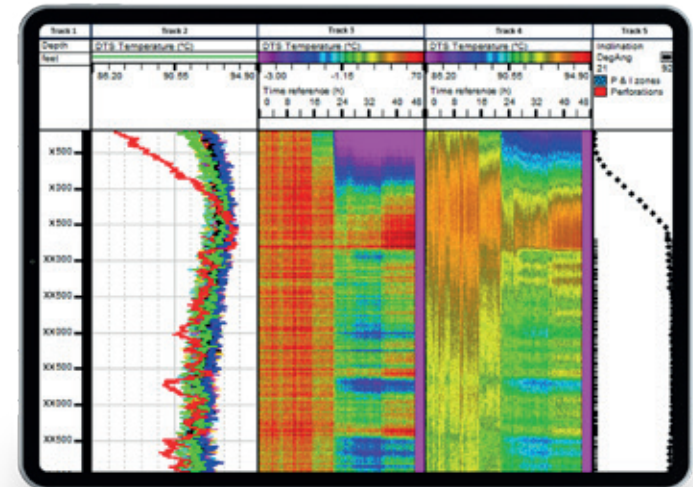 Track 1
Track 2
Track 3
Track 4
Track 5
Depth
feet
DTS Temperature (°C)
86.20 90.55 94.90
DTS Temperature (°C)
-3.00 -1.15 .70
Time reference (h)
0 8 16 24 32 40 48
DTS Temperature (°C)
86.20 90.55 94.90
Time reference (h)
0 8 16 24 32 40 48
Inclination
DegAng
21 92
P & I zones
Perforations
X500
X000
X500
XX000
XX500
XX000
XX500
XX000
XX500